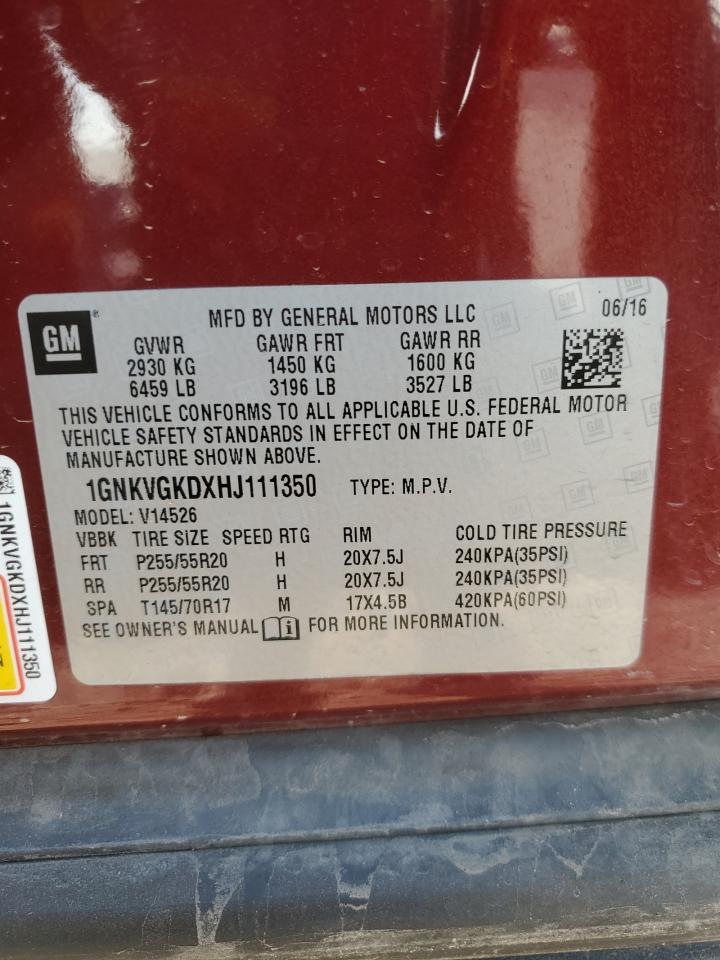 GM
MFD BY GENERAL MOTORS LLC 06/16
GVWR GAWR FRT GAWR RR
2930 KG 1450 KG 1600 KG
6459 LB 3196 LB 3527 LB
THIS VEHICLE CONFORMS TO ALL APPLICABLE U.S. FEDERAL MOTOR
VEHICLE SAFETY STANDARDS IN EFFECT ON THE DATE OF
MANUFACTURE SHOWN ABOVE.
1GNKVGKDXHJ111350 TYPE: M.P.V.
MODEL: V14526
VBBK TIRE SIZE SPEED RTG RIM COLD TIRE PRESSURE
FRT P255/55R20 H 20X7.5J 240KPA(35PSI)
RR P255/55R20 H 20X7.5J 240KPA(35PSI)
SPA T145/70R17 M 17X4.5B 420KPA(60PSI)
SEE OWNER'S MANUAL FOR MORE INFORMATION.
1GNKVGKDXHJ111350